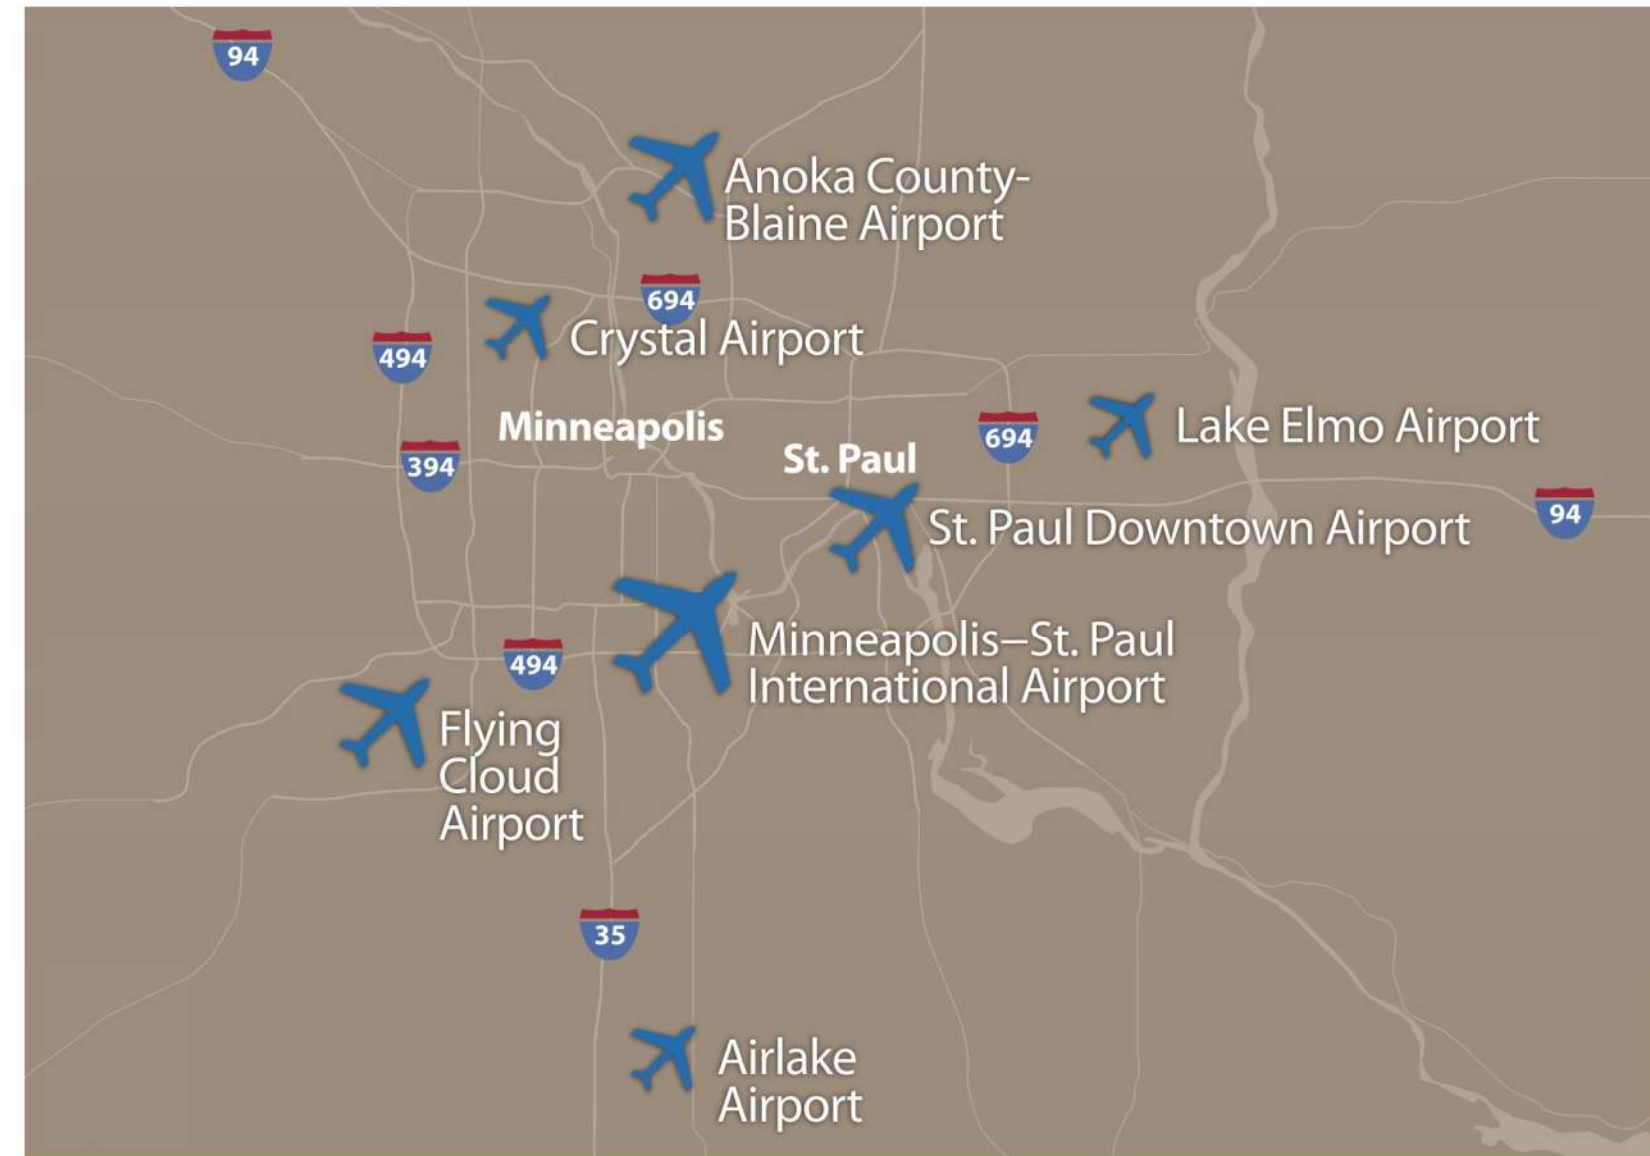 94
Anoka County-
Blaine Airport
694
Crystal Airport
494
Minneapolis
394
St. Paul
694
Lake Elmo Airport
94
St. Paul Downtown Airport
Minneapolis–St. Paul
International Airport
494
Flying
Cloud
Airport
35
Airlake
Airport